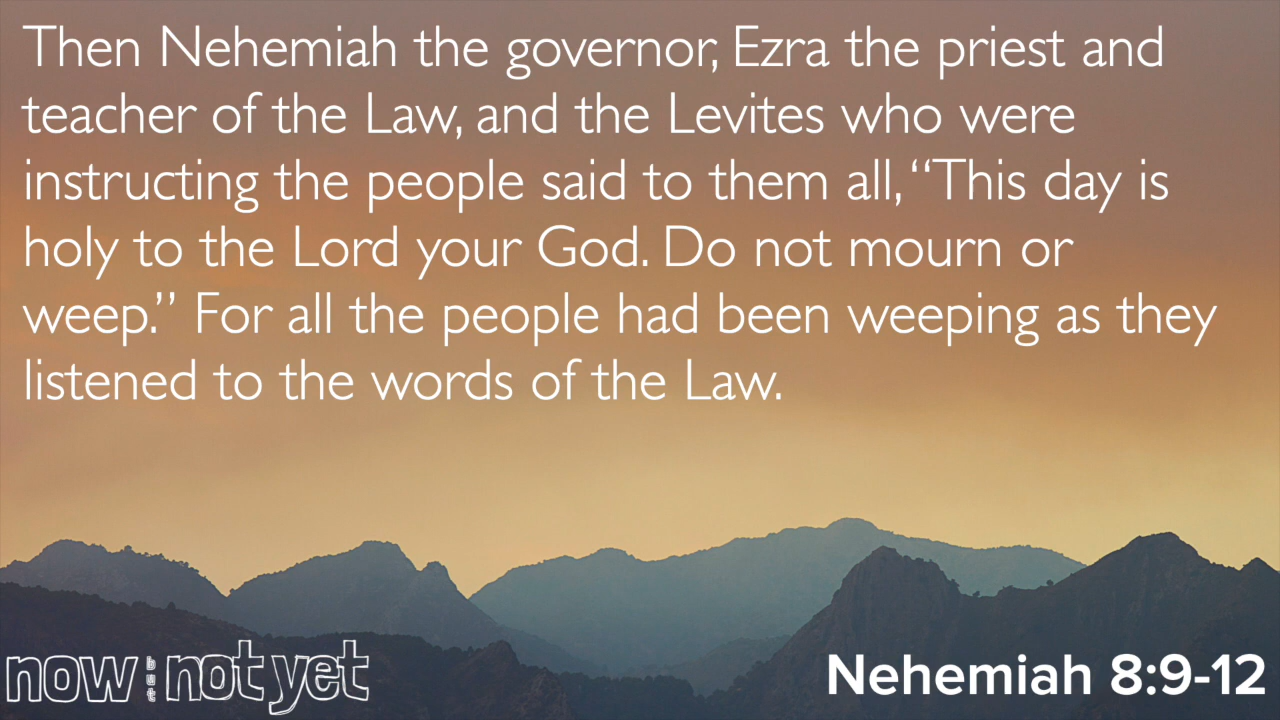 Then Nehemiah the governor, Ezra the priest and
teacher of the Law, and the Levites who were
instructing the people said to them all, “This day is
holy to the Lord your God. Do not mourn or
weep.” For all the people had been weeping as they
listened to the words of the Law.
now but not yet
Nehemiah 8:9-12